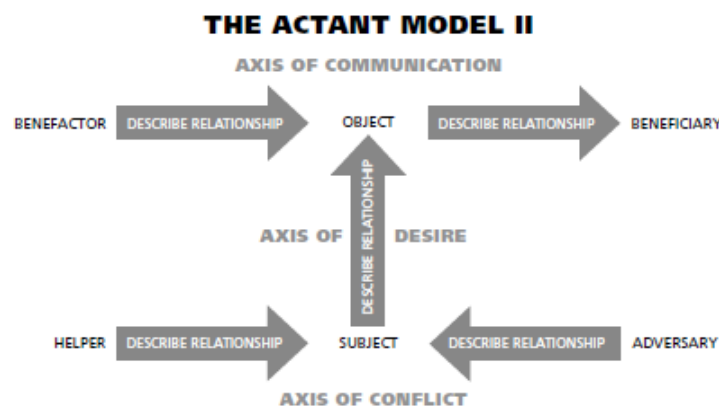 THE ACTANT MODEL II
AXIS OF COMMUNICATION
BENEFACTOR DESCRIBE RELATIONSHIP OBJECT DESCRIBE RELATIONSHIP BENEFICIARY
DESCRIBE RELATIONSHIP
AXIS OF DESIRE
HELPER DESCRIBE RELATIONSHIP SUBJECT DESCRIBE RELATIONSHIP ADVERSARY
AXIS OF CONFLICT